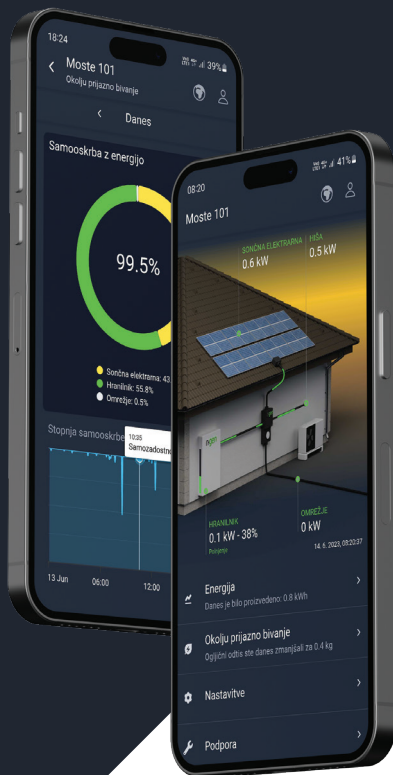 18:24
39%
Moste 101
Okolju prijazno bivanje
Danes
Samooskrba z energijo
99.5%
Sončna elektrarna: 43.
Hranilnik: 55.8%
Omrežje: 0.5%
Stopnja samooskrbe
10:35
Samozadostno
13 Jun
06:00
12:00
08:20
41%
Moste 101
SONČNA ELEKTRARNA
0.6 kW
HIŠA
0.5 kW
ngen
HRANILNIK
0.1 kW - 38%
Polnjenje
OMREŽJE
0 kW
14. 6. 2023, 08:20:37
Energija
Danes je bilo proizvedeno: 0.8 kWh
Okolju prijazno bivanje
Ogljični odtis ste danes zmanjšali za 0.4 kg
Nastavitve
Podpora